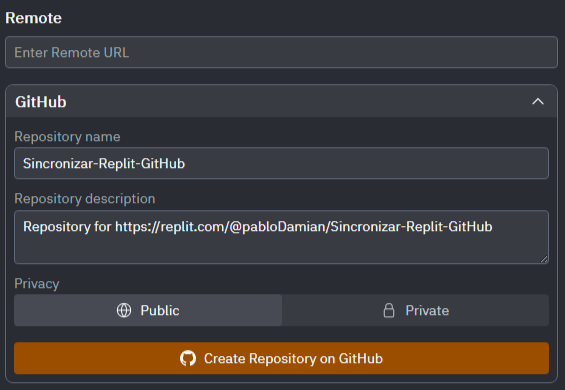 Remote
Enter Remote URL
GitHub
Repository name
Sincronizar-Replit-GitHub
Repository description
Repository for https://replit.com/@pabloDamian/Sincronizar-Replit-GitHub
Privacy
Public Private
Create Repository on GitHub